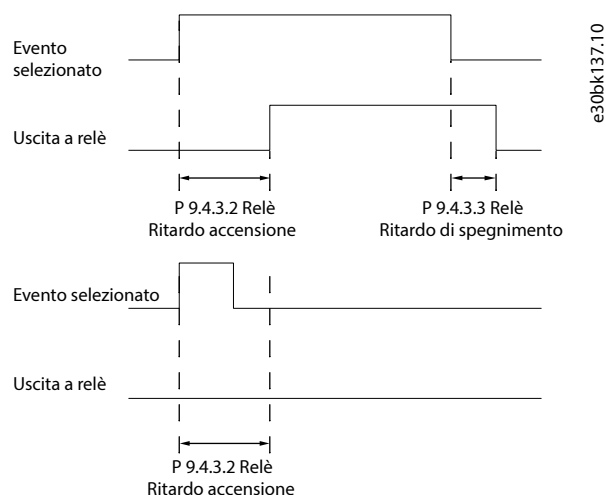 Evento
selezionato
Uscita a relè
P 9.4.3.2 Relè
Ritardo accensione
P 9.4.3.3 Relè
Ritardo di spegnimento
Evento selezionato
Uscita a relè
P 9.4.3.2 Relè
Ritardo accensione
e30bk137.10